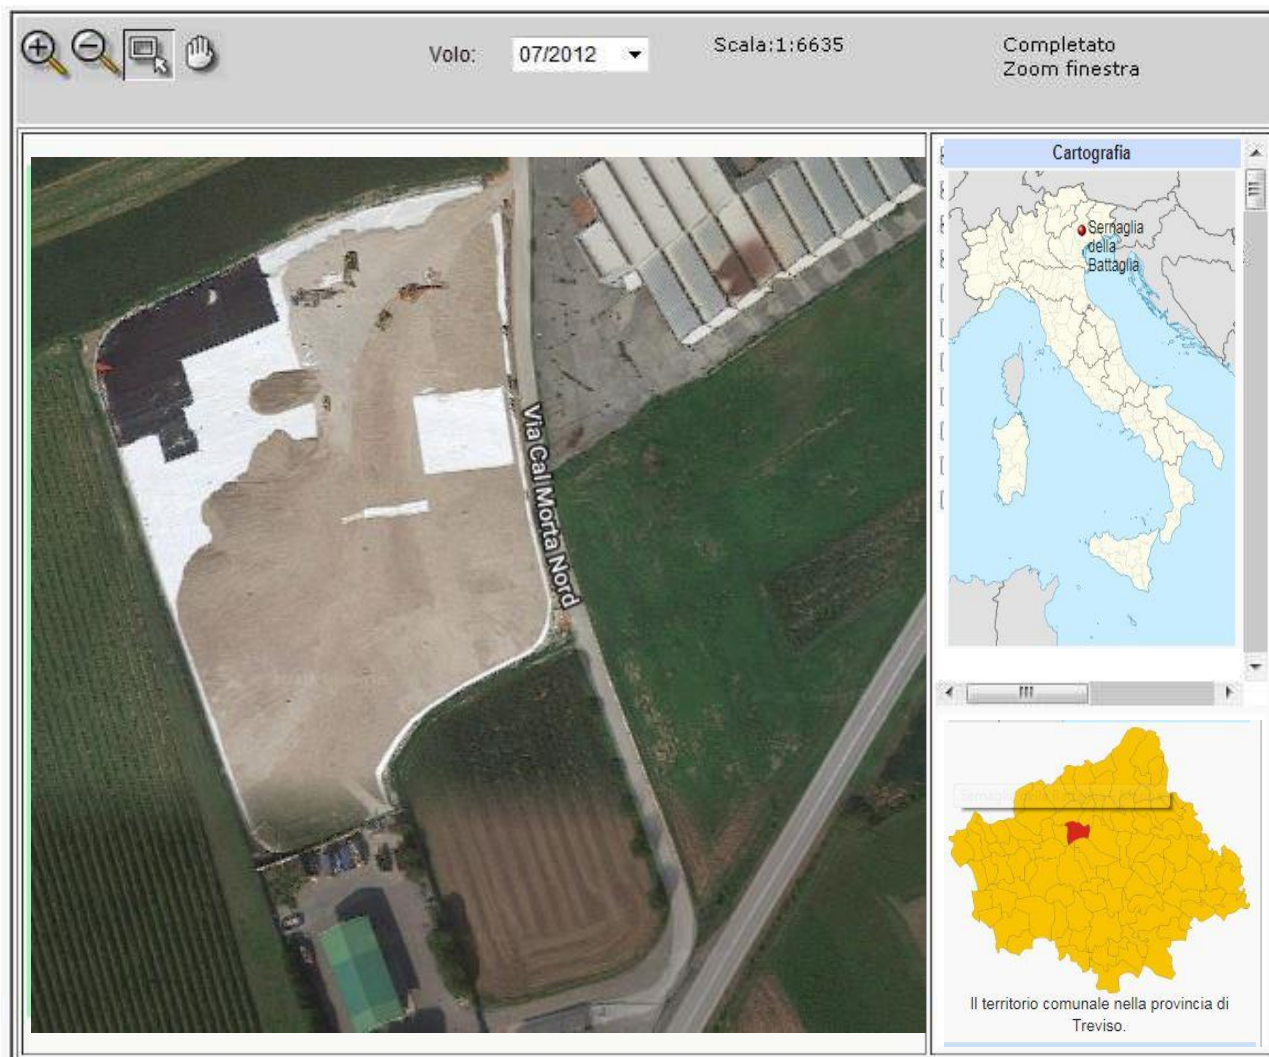 Volo:
07/2012
Scala:1:6635
Completato
Zoom finestra
Cartografia
Sernaglia
della
Battaglia
Via Cal Morta Nord
Il territorio comunale nella provincia di
Treviso.